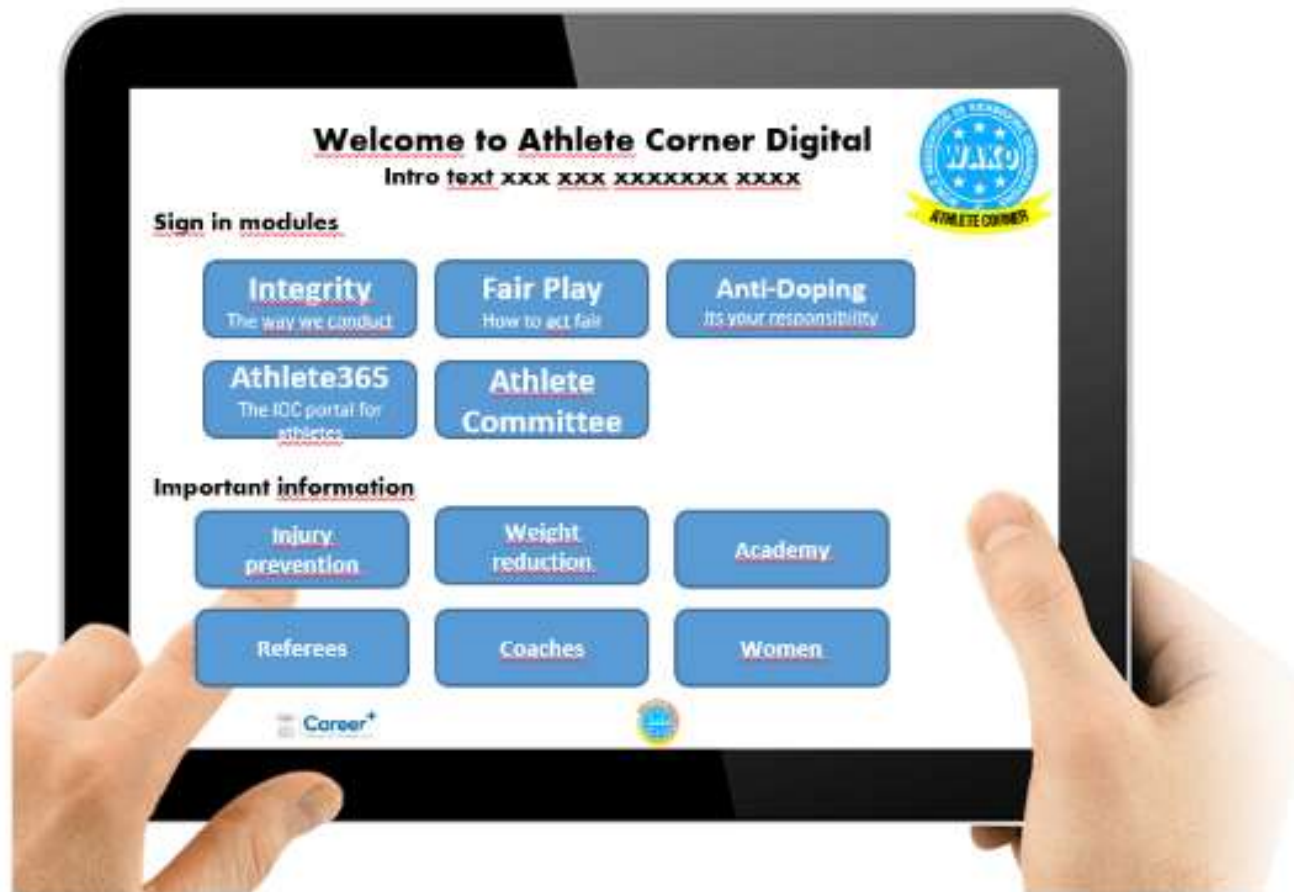 Welcome to Athlete Corner Digital
Intro text xxx xxx xxxxxxx xxxx
WAKO
ATHLETE CORNER
Sign in modules
Integrity
The way we conduct
Fair Play
How to act fair
Anti-Doping
Its your responsibility
Athlete365
The IOC portal for
athletes
Athlete
Committee
Important information
Injury
prevention
Weight
reduction
Academy
Referees
Coaches
Women
Career+